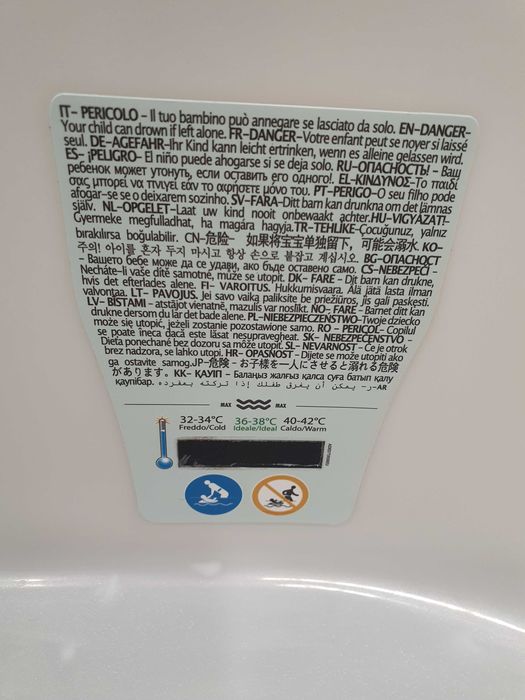 IT- PERICOLO - Il tuo bambino può annegare se lasciato da solo. EN-DANGER-
Your child can drown if left alone. FR-DANGER-Votre enfant peut se noyer si laissé
seul. DE-AGEFAHR-Ihr Kind kann leicht ertrinken, wenn es alleine gelassen wird.
ES- ¡PELIGRO- El niño puede ahogarse si se deja solo. RU-ОПАСНОСТЬ! - Ваш
ребенок может утонуть, если оставить его одного!. EL-ΚΙΝΔΥΝΟΣ-Το παιδί
σας μπορεί να πνιγεί εάν το αφήσετε μόνο του. PT-PERIGO-O seu filho pode
afogar-se se o deixarem sozinho. SV-FARA-Ditt barn kan drunkna om det lämnas
själv. NL-OPGELET-Laat uw kind nooit onbewaakt achter.HU-VIGYAZATI-
Gyermeke megfulladhat, ha magára hagyja.TR-TEHLIKE-Çocuğunuz, yalnız
bırakılırsa boğulabilir. CN-危险- 如果将宝宝单独留下, 可能会溺水. KO-
주의! 아이를 혼자 두지 마시고 항상 손으로 붙잡고 계십시오. BG-ОПАСНОСТ
- Вашето бебе може да се удави, ако бъде оставено само. CS-NEBEZPEČÍ -
Necháte-li vaše dítě samotné, může se utopit. DK- FARE - Dit barn kan drukne,
hvis det efterlades alene. FI- VAROITUS. Hukkumisvaara. Älä jätä lasta ilman
valvontaa. LT- PAVOJUS. Jei savo vaiką paliksite be priežiūros, jis gali paskęsti.
LV- BĪSTAMI - atstājot vienatnē, mazulis var noslīkt. NO- FARE - Barnet ditt kan
drukne dersom du lar det bade alene. PL-NIEBEZPIECZEŃSTWO-Twoje dziecko
może się utopić, jeżeli zostanie pozostawione samo. RO - PERICOL- Copilul
se poate îneca dacă este lăsat nesupravegheat. SK- NEBEZPEČENSTVO -
Dieťa ponechané bez dozoru sa môže utopiť. SL- NEVARNOST - Če je otrok
brez nadzora, se lahko utopi. HR- OPASNOST - Dijete se može utopiti ako
ga ostavite samog.JP-危険 - お子様を一人にさせると溺れる危険
があります。 KK- ҚАУІП - Балаңыз жалғыз қалса суға батып қалу
қаупібар. ر- يمكن أن يغرق طفلك إذا تركته بمفرده.-AR
MAX MAX
32-34°C 36-38°C 40-42°C
Freddo/Cold Ideale/Ideal Caldo/Warm